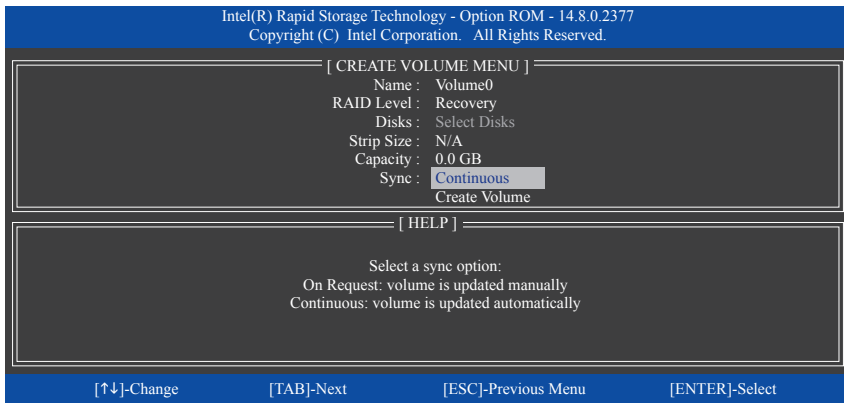 Intel(R) Rapid Storage Technology - Option ROM - 14.8.0.2377
Copyright (C) Intel Corporation. All Rights Reserved.
[ CREATE VOLUME MENU ]
Name : Volume0
RAID Level : Recovery
Disks : Select Disks
Strip Size : N/A
Capacity : 0.0 GB
Sync : Continuous
Create Volume
[ HELP ]
Select a sync option:
On Request: volume is updated manually
Continuous: volume is updated automatically
[↑↓]-Change [TAB]-Next [ESC]-Previous Menu [ENTER]-Select